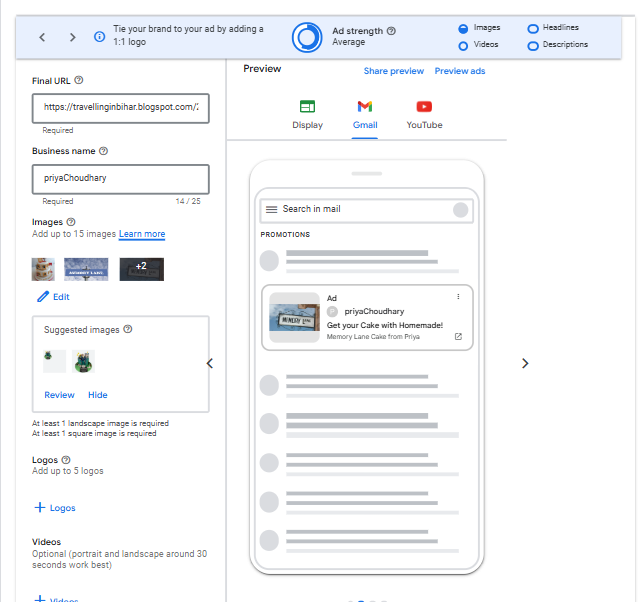 Tie your brand to your ad by adding a
1:1 logo
Ad strength
Average
Images
Videos
Headlines
Descriptions
Final URL
https://travellinginbihar.blogspot.com/
Required
Business name
priyaChoudhary
Required
14 / 25
Images
Add up to 15 images Learn more
MEMORY LANE
+2
Edit
Suggested images
Review Hide
At least 1 landscape image is required
At least 1 square image is required
Logos
Add up to 5 logos
+ Logos
Videos
Optional (portrait and landscape around 30
seconds work best)
+ Videos
Preview
Share preview Preview ads
Display
Gmail
YouTube
Search in mail
PROMOTIONS
Ad
P priyaChoudhary
Get your Cake with Homemade!
Memory Lane Cake from Priya
MEMORY LANE